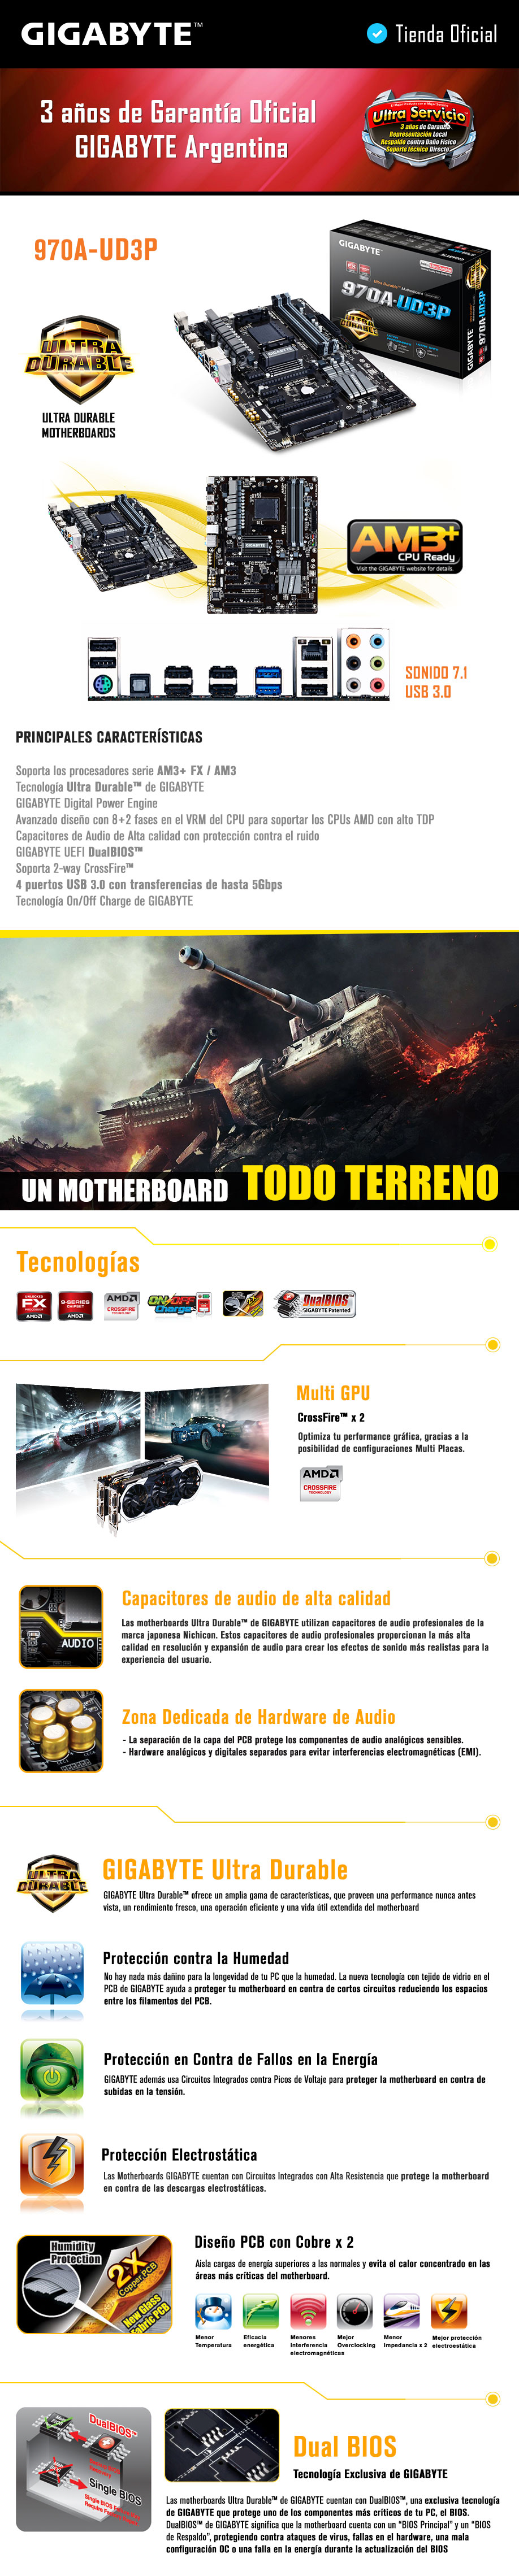 GIGABYTE™
Tienda Oficial
3 años de Garantía Oficial
GIGABYTE Argentina
Ultra Servicio
3 años de Garantía
Representación Local
Respaldo contra Daño Físico
Soporte técnico Directo
970A-UD3P
GIGABYTE
970A-UD3P
ULTRA DURABLE
GIGABYTE
970A-UD3P
ULTRA
DURABLE
ULTRA DURABLE
MOTHERBOARDS
AM3+
CPU Ready
Visit the GIGABYTE website for details.
SONIDO 7.1
USB 3.0
PRINCIPALES CARACTERÍSTICAS
Soporta los procesadores serie AM3+ FX / AM3
Tecnología Ultra Durable™ de GIGABYTE
GIGABYTE Digital Power Engine
Avanzado diseño con 8+2 fases en el VRM del CPU para soportar los CPUs AMD con alto TDP
Capacitores de Audio de Alta calidad con protección contra el ruido
GIGABYTE UEFI DualBIOS™
Soporta 2-way CrossFire™
4 puertos USB 3.0 con transferencias de hasta 5Gbps
Tecnología On/Off Charge de GIGABYTE
UN MOTHERBOARD TODO TERRENO
Tecnologías
UNLOCKED
FX
AMD
9-SERIES
CHIPSET
AMD
AMD
CROSSFIRE
TECHNOLOGY
ON/OFF
Charge
DualBIOS™
GIGABYTE Patented
Multi GPU
CrossFire™ x 2
Optimiza tu performance gráfica, gracias a la
posibilidad de configuraciones Multi Placas.
AMD
CROSSFIRE
TECHNOLOGY
Capacitores de audio de alta calidad
Las motherboards Ultra Durable™ de GIGABYTE utilizan capacitores de audio profesionales de la
marca japonesa Nichicon. Estos capacitores de audio profesionales proporcionan la más alta
calidad en resolución y expansión de audio para crear los efectos de sonido más realistas para la
experiencia del usuario.
AUDIO
Zona Dedicada de Hardware de Audio
- La separación de la capa del PCB protege los componentes de audio analógicos sensibles.
- Hardware analógicos y digitales separados para evitar interferencias electromagnéticas (EMI).
ULTRA
DURABLE
GIGABYTE Ultra Durable
GIGABYTE Ultra Durable™ ofrece un amplia gama de características, que proveen una performance nunca antes
vista, un rendimiento fresco, una operación eficiente y una vida útil extendida del motherboard
Protección contra la Humedad
No hay nada más dañino para la longevidad de tu PC que la humedad. La nueva tecnología con tejido de vidrio en el
PCB de GIGABYTE ayuda a proteger tu motherboard en contra de cortos circuitos reduciendo los espacios
entre los filamentos del PCB.
Protección en Contra de Fallos en la Energía
GIGABYTE además usa Circuitos Integrados contra Picos de Voltaje para proteger la motherboard en contra de
subidas en la tensión.
Protección Electrostática
Las Motherboards GIGABYTE cuentan con Circuitos Integrados con Alta Resistencia que protege la motherboard
en contra de las descargas electrostáticas.
Humidity
Protection
2X
Copper PCB
New Glass
Fabric PCB
Diseño PCB con Cobre x 2
Aisla cargas de energía superiores a las normales y evita el calor concentrado en las
áreas más críticas del motherboard.
Menor
Temperatura
Eficacia
energética
Menores
interferencia
electromagnéticas
Mejor
Overclocking
Menor
Impedancia x 2
Mejor protección
electroestática
DualBIOS™
Single BIOS
Dual BIOS
Tecnología Exclusiva de GIGABYTE
Las motherboards Ultra Durable™ de GIGABYTE cuentan con DualBIOS™, una exclusiva tecnología
de GIGABYTE que protege uno de los componentes más críticos de tu PC, el BIOS.
DualBIOS™ de GIGABYTE significa que la motherboard cuenta con un "BIOS Principal" y un "BIOS
de Respaldo", protegiendo contra ataques de virus, fallas en el hardware, una mala
configuración OC o una falla en la energía durante la actualización del BIOS